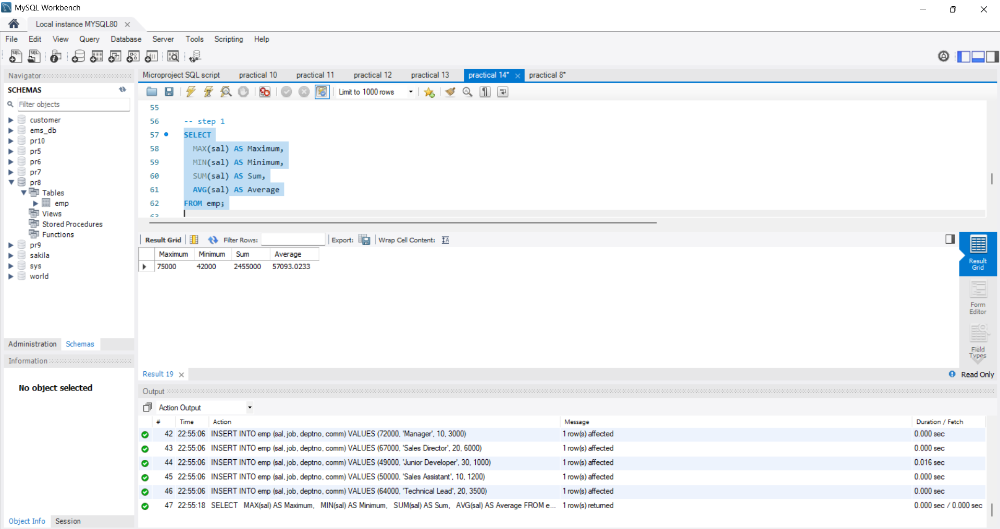 MySQL Workbench
Local instance MYSQL80
File Edit View Query Database Server Tools Scripting Help
Navigator
SCHEMAS
Filter objects
customer
ems_db
pr10
pr5
pr6
pr7
pr8
Tables
emp
Views
Stored Procedures
Functions
pr9
sakila
sys
world
Administration Schemas
Information
No object selected
Object Info Session
Microproject SQL script practical 10 practical 11 practical 12 practical 13 practical 14* practical 8*
Limit to 1000 rows
55
56 -- step 1
57 SELECT
58 MAX(sal) AS Maximum,
59 MIN(sal) AS Minimum,
60 SUM(sal) AS Sum,
61 AVG(sal) AS Average
62 FROM emp;
63
Result Grid Filter Rows: Export: Wrap Cell Content:
Maximum Minimum Sum Average
75000 42000 2455000 57093.0233
Result Grid
Form Editor
Field Types
Result 19 Read Only
Output
Action Output
# Time Action Message Duration / Fetch
42 22:55:06 INSERT INTO emp (sal, job, deptno, comm) VALUES (72000, 'Manager', 10, 3000) 1 row(s) affected 0.000 sec
43 22:55:06 INSERT INTO emp (sal, job, deptno, comm) VALUES (67000, 'Sales Director', 20, 6000) 1 row(s) affected 0.000 sec
44 22:55:06 INSERT INTO emp (sal, job, deptno, comm) VALUES (49000, 'Junior Developer', 30, 1000) 1 row(s) affected 0.016 sec
45 22:55:06 INSERT INTO emp (sal, job, deptno, comm) VALUES (50000, 'Sales Assistant', 10, 1200) 1 row(s) affected 0.000 sec
46 22:55:06 INSERT INTO emp (sal, job, deptno, comm) VALUES (64000, 'Technical Lead', 20, 3500) 1 row(s) affected 0.000 sec
47 22:55:18 SELECT MAX(sal) AS Maximum, MIN(sal) AS Minimum, SUM(sal) AS Sum, AVG(sal) AS Average FROM e... 1 row(s) returned 0.000 sec / 0.000 sec